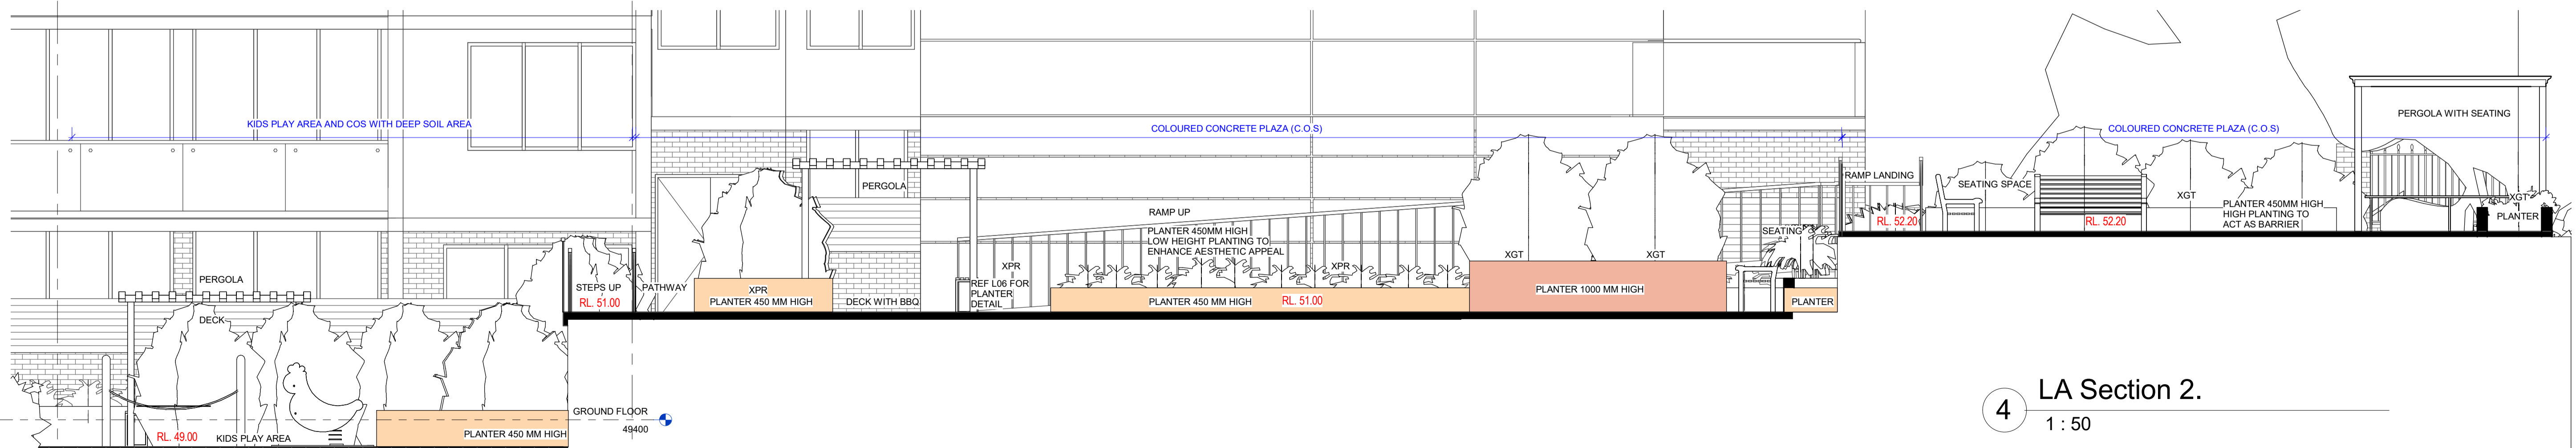 KIDS PLAY AREA AND COS WITH DEEP SOIL AREA
COLOURED CONCRETE PLAZA (C.O.S)
COLOURED CONCRETE PLAZA (C.O.S)
PERGOLA WITH SEATING
PERGOLA
DECK
STEPS UP
RL. 51.00
PATHWAY
XPR
PLANTER 450 MM HIGH
PERGOLA
DECK WITH BBQ
XPR
REF L06 FOR
PLANTER
DETAIL
RAMP UP
PLANTER 450MM HIGH
LOW HEIGHT PLANTING TO
ENHANCE AESTHETIC APPEAL
XPR
PLANTER 450 MM HIGH
RL. 51.00
XGT
XGT
PLANTER 1000 MM HIGH
SEATING
PLANTER
RAMP LANDING
RL. 52.20
SEATING SPACE
RL. 52.20
XGT
PLANTER 450MM HIGH
HIGH PLANTING TO
ACT AS BARRIER
XGT
PLANTER
RL. 49.00
KIDS PLAY AREA
PLANTER 450 MM HIGH
GROUND FLOOR
49400
4
LA Section 2.
1 : 50